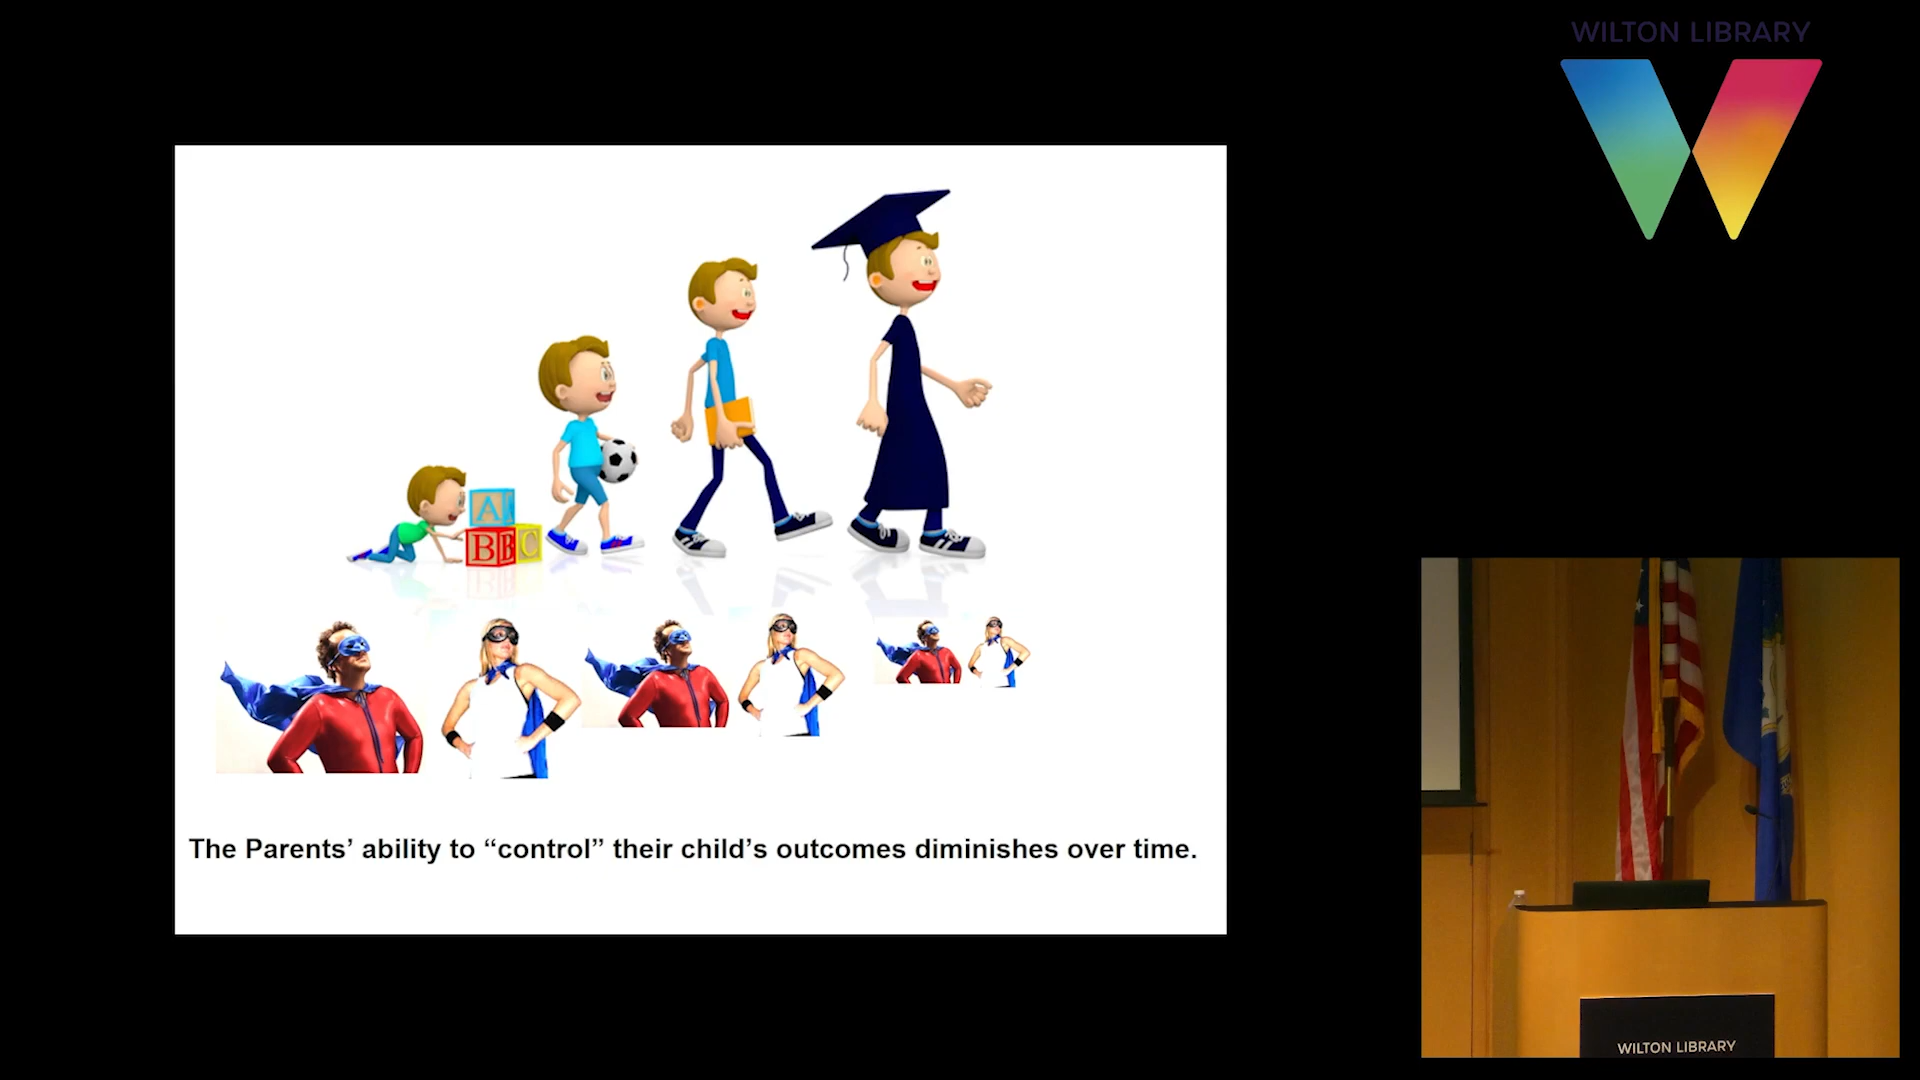 WILTON LIBRARY
A
B B C
The Parents’ ability to “control” their child’s outcomes diminishes over time.
WILTON LIBRARY